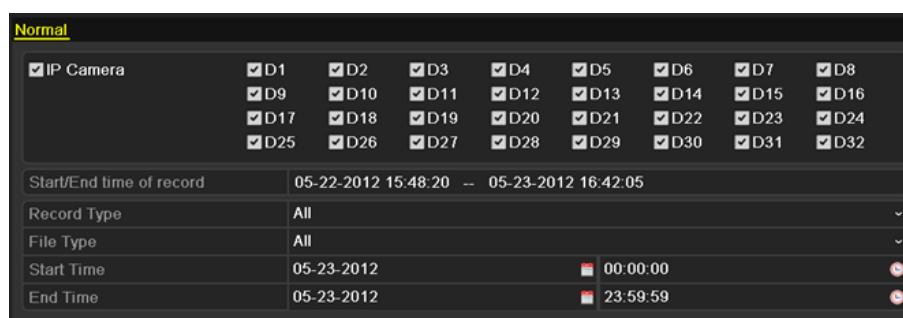 Normal
IP Camera D1 D2 D3 D4 D5 D6 D7 D8
D9 D10 D11 D12 D13 D14 D15 D16
D17 D18 D19 D20 D21 D22 D23 D24
D25 D26 D27 D28 D29 D30 D31 D32
Start/End time of record 05-22-2012 15:48:20 -- 05-23-2012 16:42:05
Record Type All
File Type All
Start Time 05-23-2012 00:00:00
End Time 05-23-2012 23:59:59